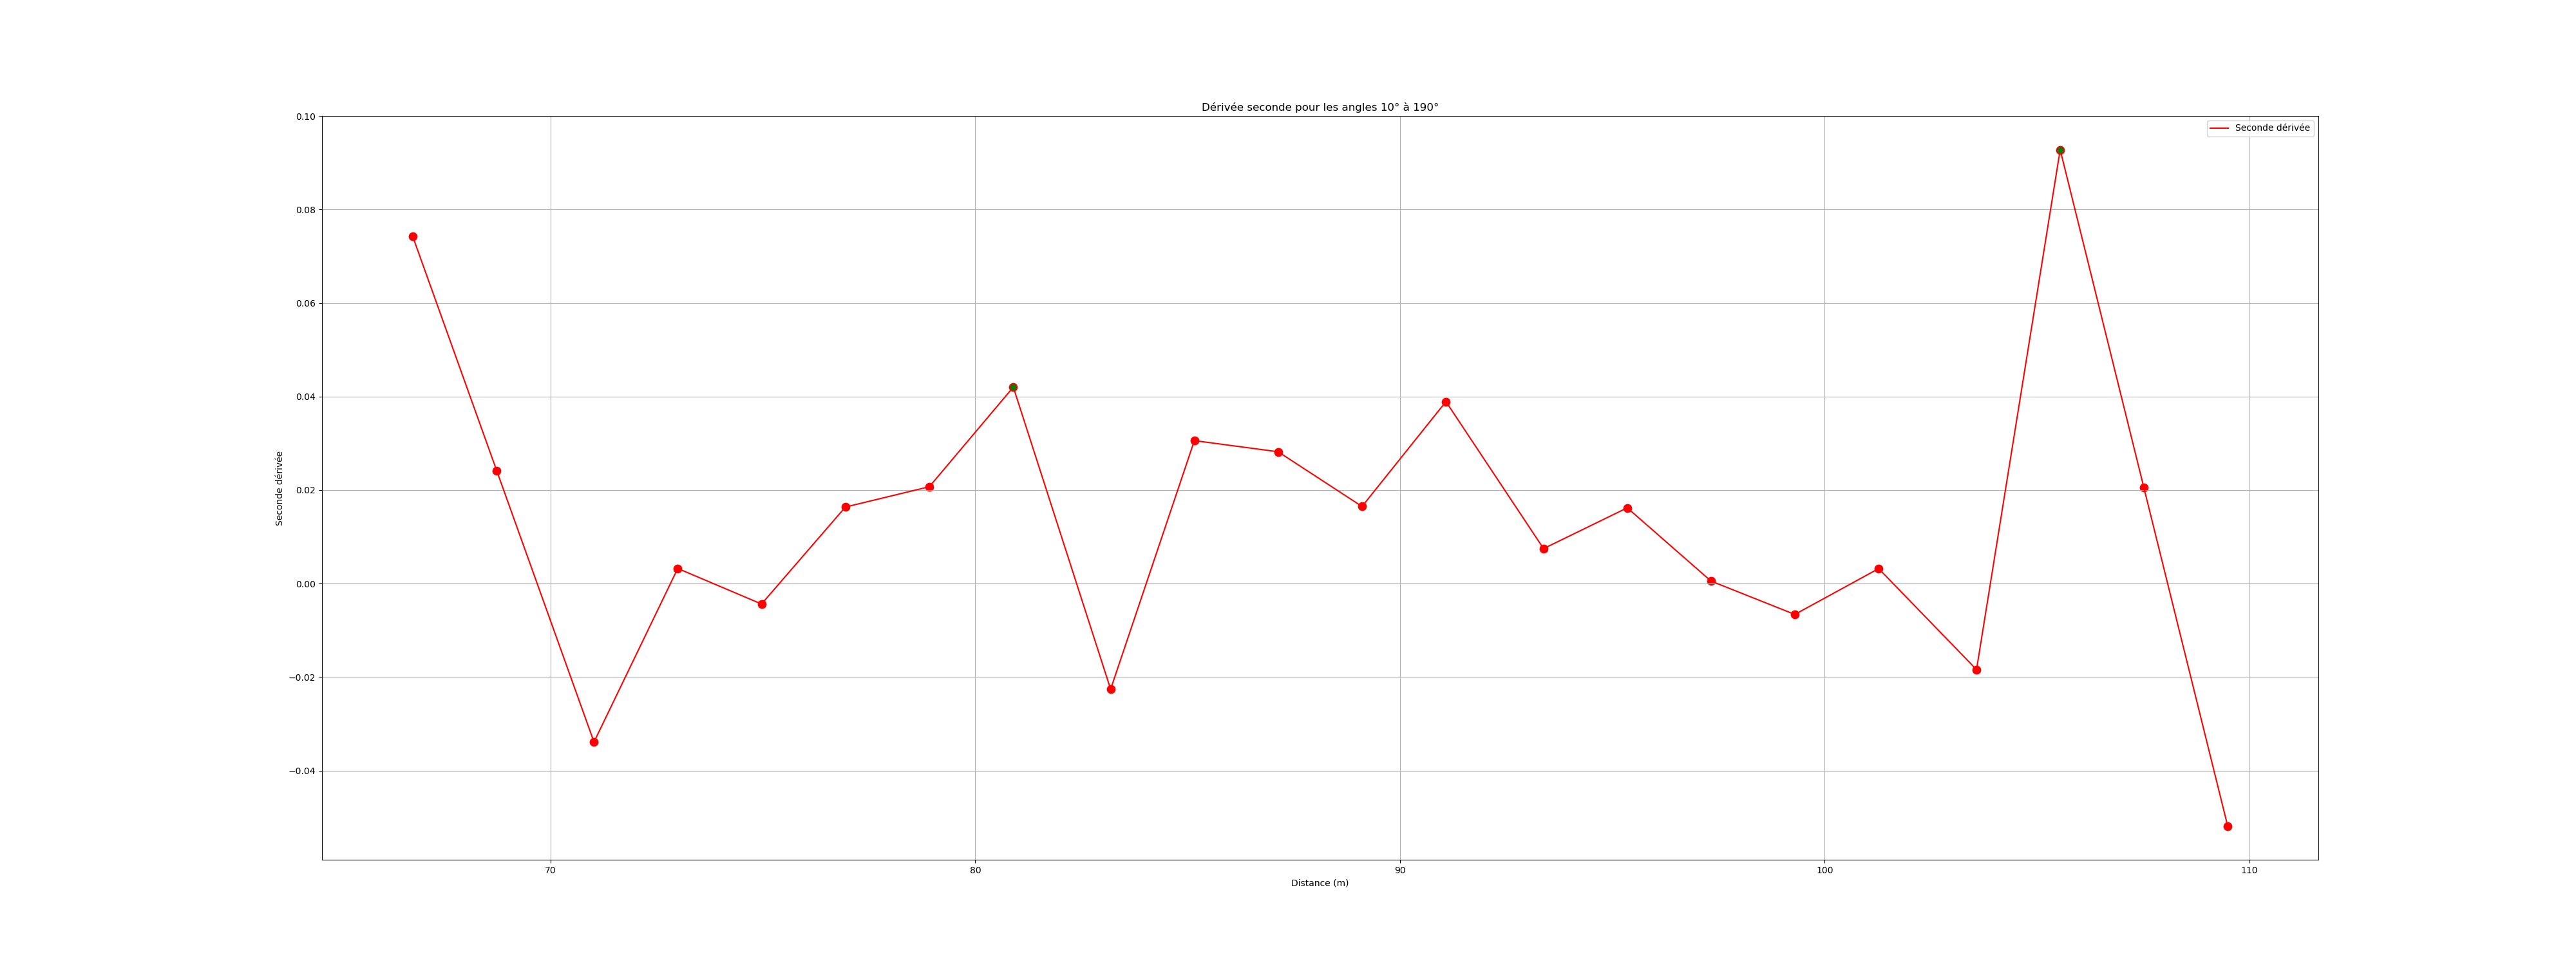 Dérivée seconde pour les angles 10° à 190°
Seconde dérivée
0.10
0.08
0.06
0.04
0.02
0.00
−0.02
−0.04
Seconde dérivée
70 80 90 100 110
Distance (m)